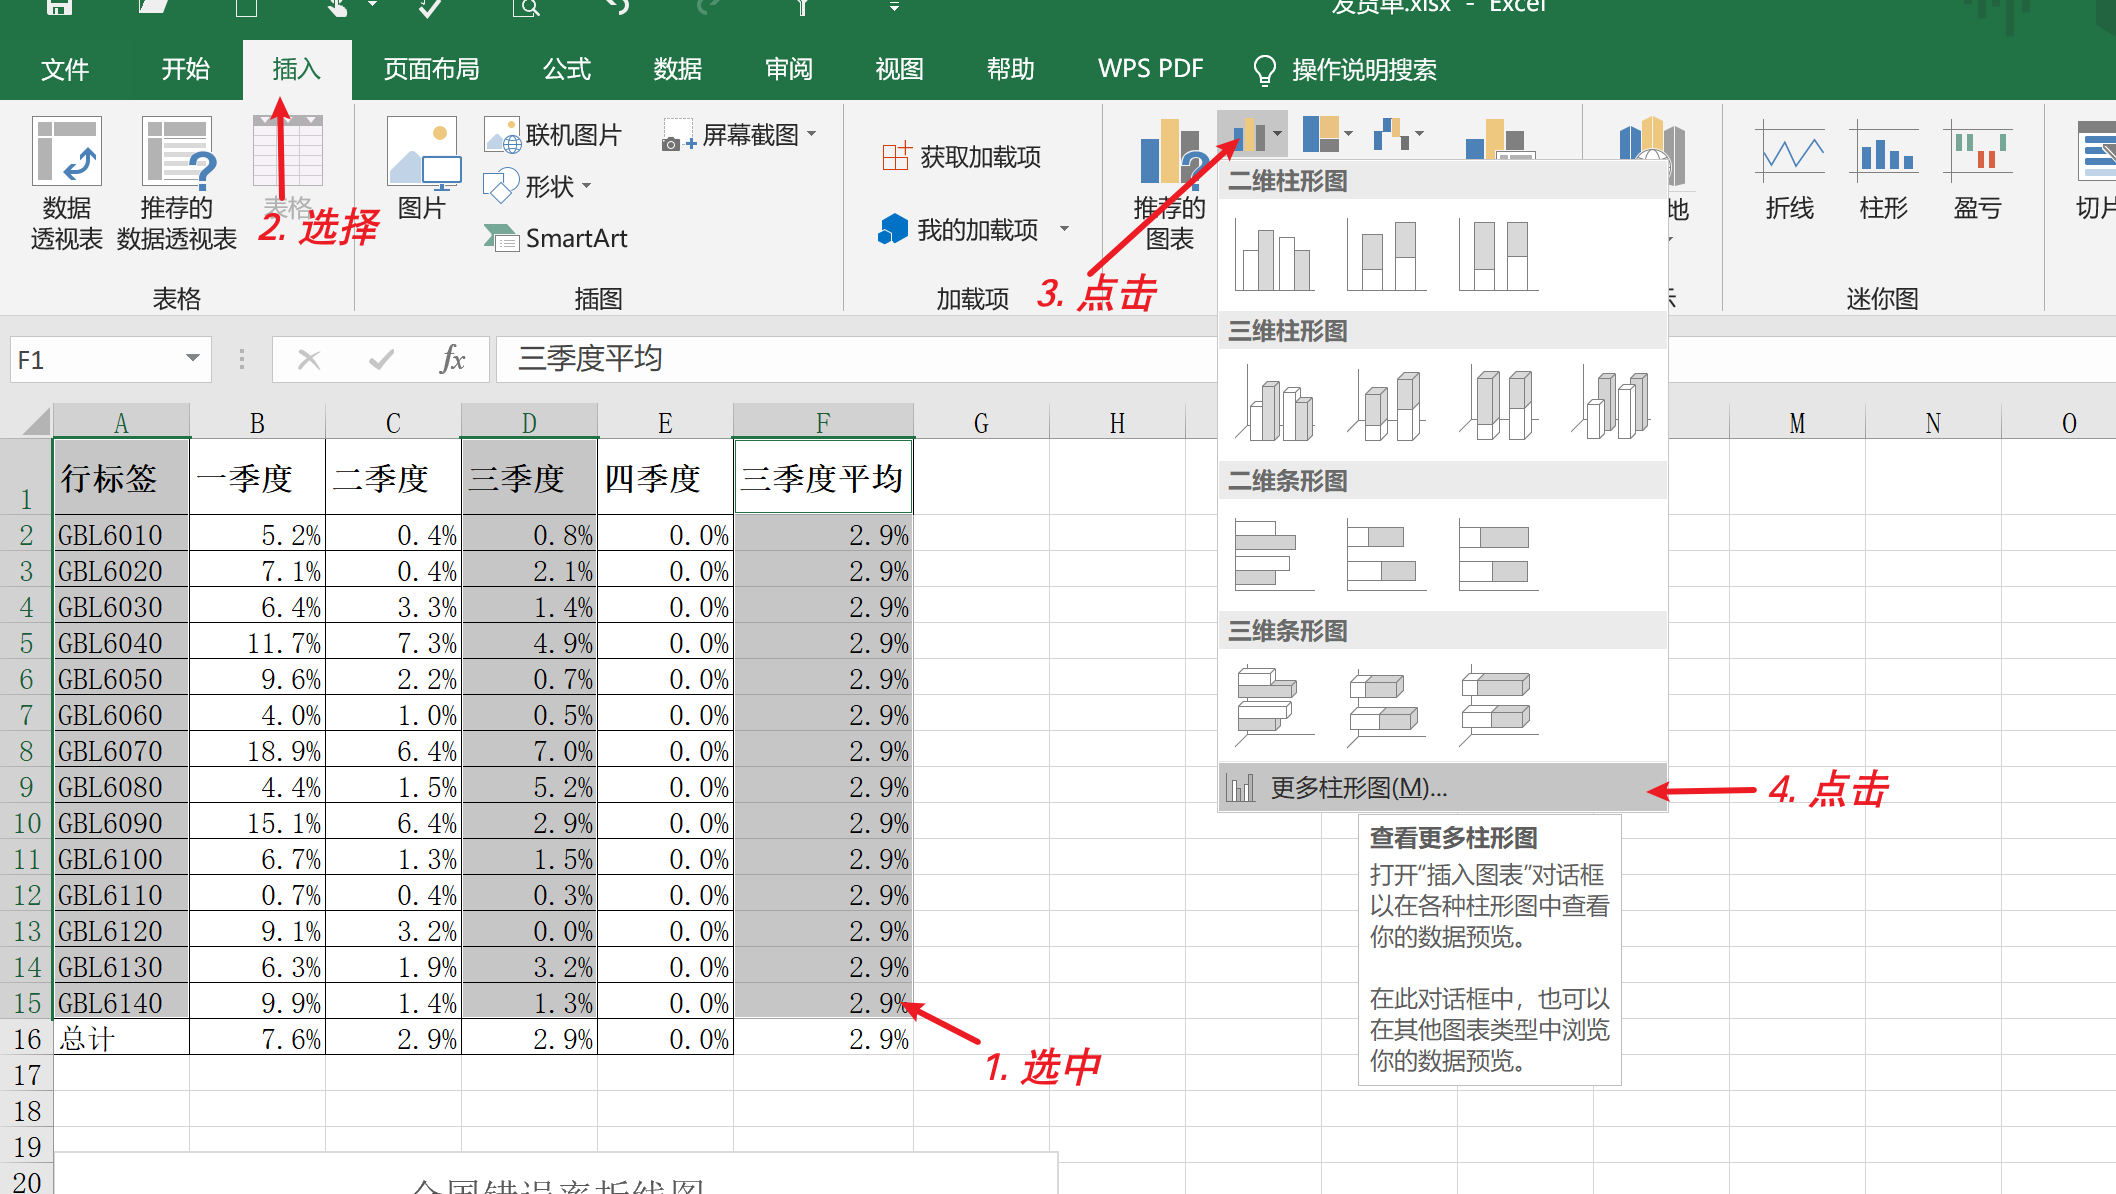 发货单.xlsx - Excel
文件 开始 插入 页面布局 公式 数据 审阅 视图 帮助 WPS PDF 操作说明搜索
数据
透视表
推荐的
数据透视表
表格
2. 选择
表格
图片
联机图片
形状
SmartArt
屏幕截图
插图
获取加载项
我的加载项
加载项
3. 点击
推荐的
图表
折线 柱形 盈亏
迷你图
F1 fx 三季度平均
二维柱形图
三维柱形图
二维条形图
三维条形图
更多柱形图(M)...
4. 点击
查看更多柱形图
打开“插入图表”对话框
以在各种柱形图中查看
你的数据预览。
在此对话框中，也可以
在其他图表类型中浏览
你的数据预览。
A B C D E F G H M N O
1 行标签 一季度 二季度 三季度 四季度 三季度平均
2 GBL6010 5.2% 0.4% 0.8% 0.0% 2.9%
3 GBL6020 7.1% 0.4% 2.1% 0.0% 2.9%
4 GBL6030 6.4% 3.3% 1.4% 0.0% 2.9%
5 GBL6040 11.7% 7.3% 4.9% 0.0% 2.9%
6 GBL6050 9.6% 2.2% 0.7% 0.0% 2.9%
7 GBL6060 4.0% 1.0% 0.5% 0.0% 2.9%
8 GBL6070 18.9% 6.4% 7.0% 0.0% 2.9%
9 GBL6080 4.4% 1.5% 5.2% 0.0% 2.9%
10 GBL6090 15.1% 6.4% 2.9% 0.0% 2.9%
11 GBL6100 6.7% 1.3% 1.5% 0.0% 2.9%
12 GBL6110 0.7% 0.4% 0.3% 0.0% 2.9%
13 GBL6120 9.1% 3.2% 0.0% 0.0% 2.9%
14 GBL6130 6.3% 1.9% 3.2% 0.0% 2.9%
15 GBL6140 9.9% 1.4% 1.3% 0.0% 2.9%
16 总计 7.6% 2.9% 2.9% 0.0% 2.9%
1. 选中
17
18
19
20
全国错误率折线图